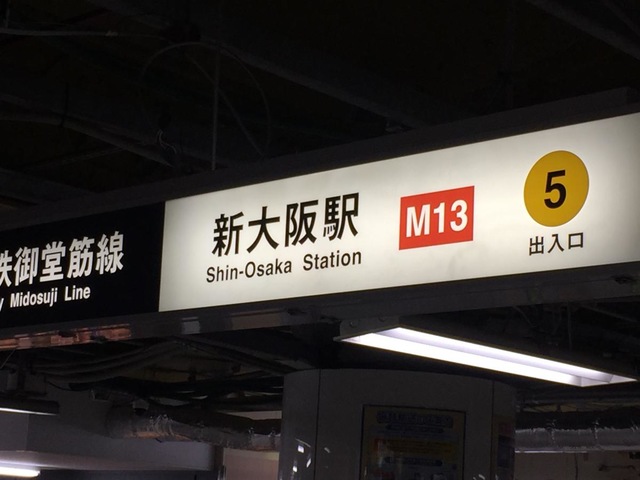 鉄御堂筋線
Midosuji Line
新大阪駅
Shin-Osaka Station
M13
5
出入口